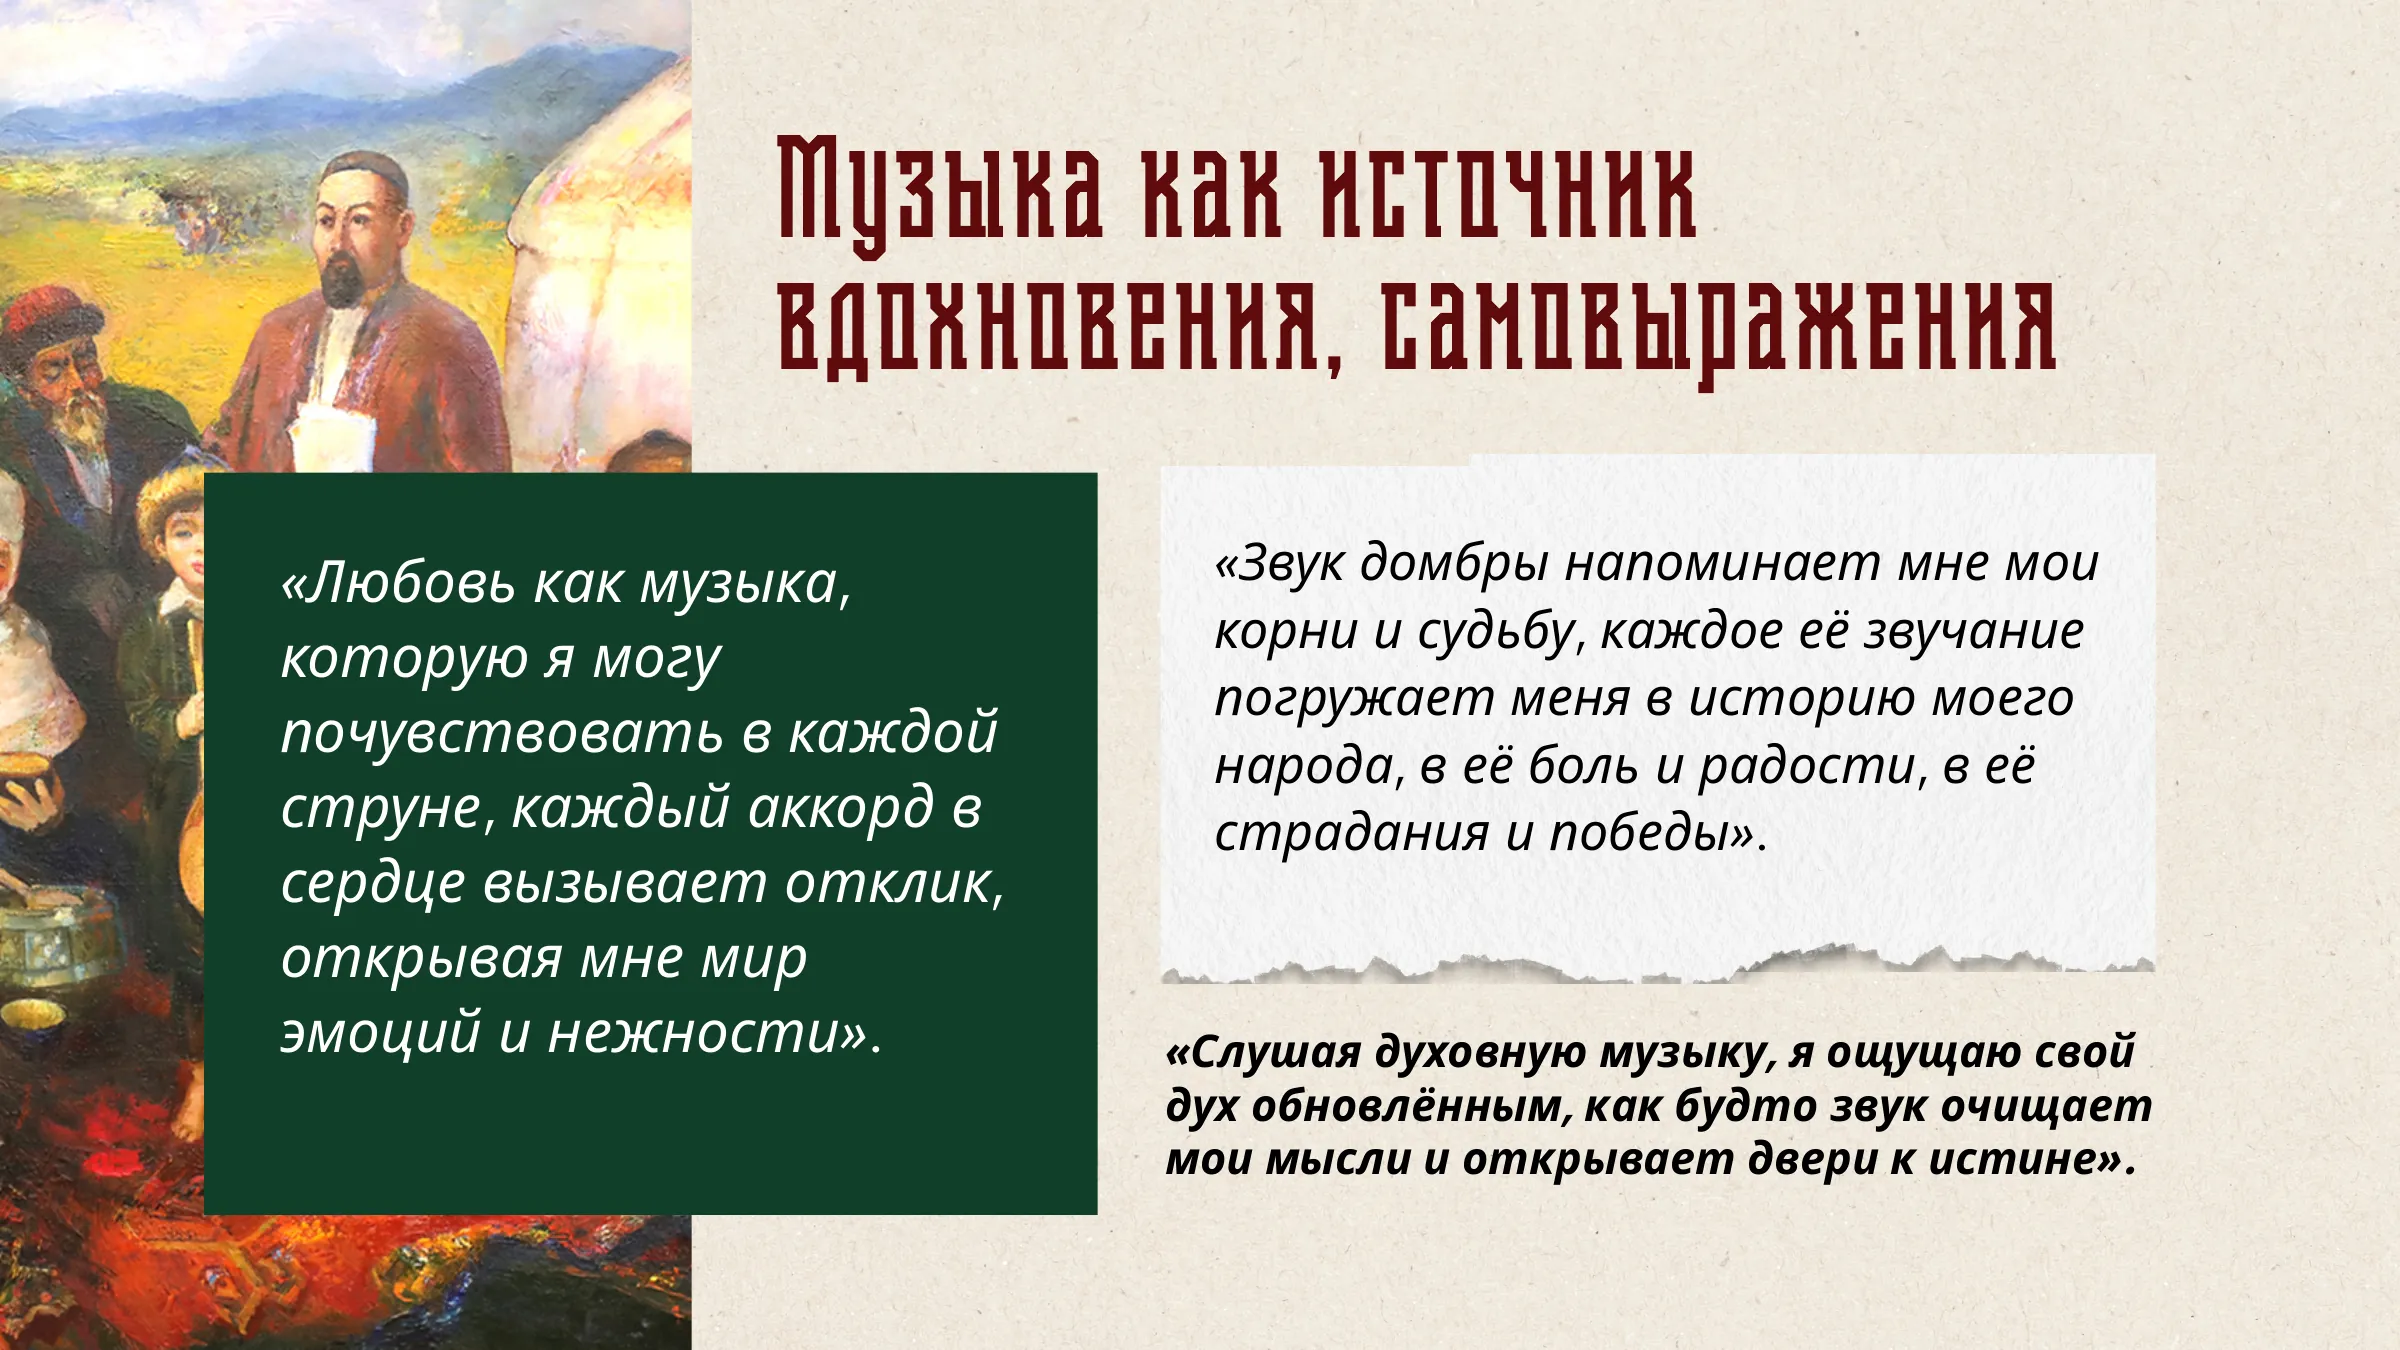 Музыка как источник
вдохновения, самовыражения
«Любовь как музыка,
которую я могу
почувствовать в каждой
струне, каждый аккорд в
сердце вызывает отклик,
открывая мне мир
эмоций и нежности».
«Звук домбры напоминает мне мои
корни и судьбу, каждое её звучание
погружает меня в историю моего
народа, в её боль и радости, в её
страдания и победы».
«Слушая духовную музыку, я ощущаю свой
дух обновлённым, как будто звук очищает
мои мысли и открывает двери к истине».